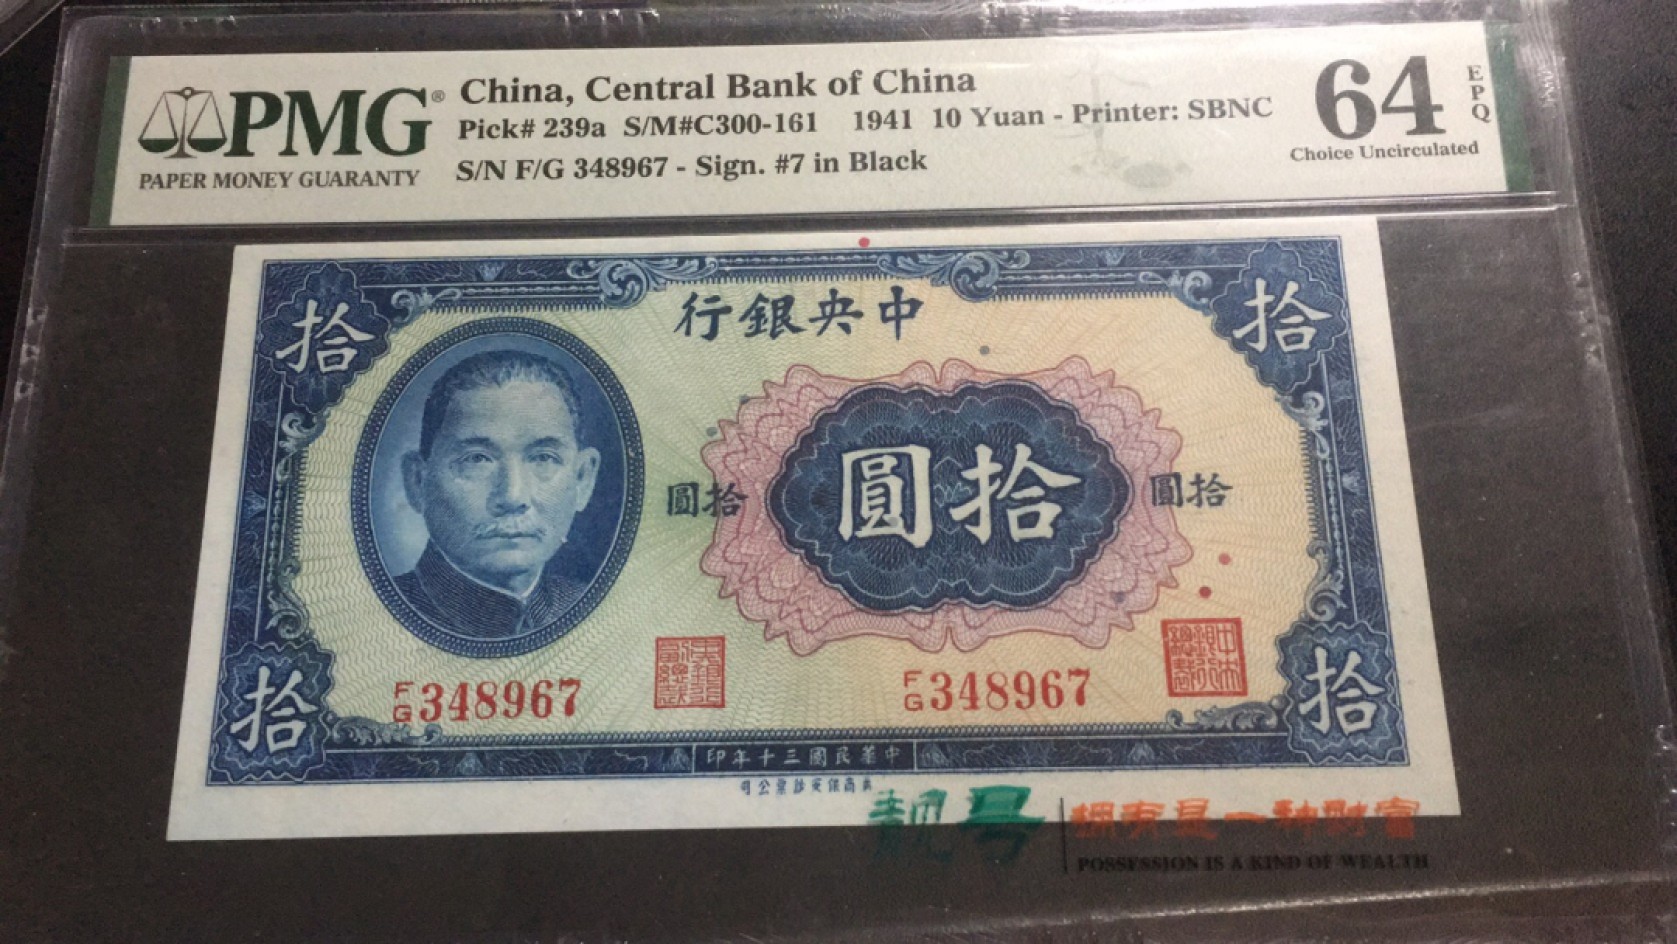 PMG®
PAPER MONEY GUARANTY
China, Central Bank of China
Pick# 239a S/M#C300-161 1941 10 Yuan - Printer: SBNC
S/N F/G 348967 - Sign. #7 in Black
64
EPQ
Choice Uncirculated
拾
行銀央中
拾
圓拾
圓拾
圓拾
F/G 348967
F/G 348967
拾
印年十三國民華中
拾
司公業鈔安保商美
靓号
拥有是一种财富
POSSESSION IS A KIND OF WEALTH